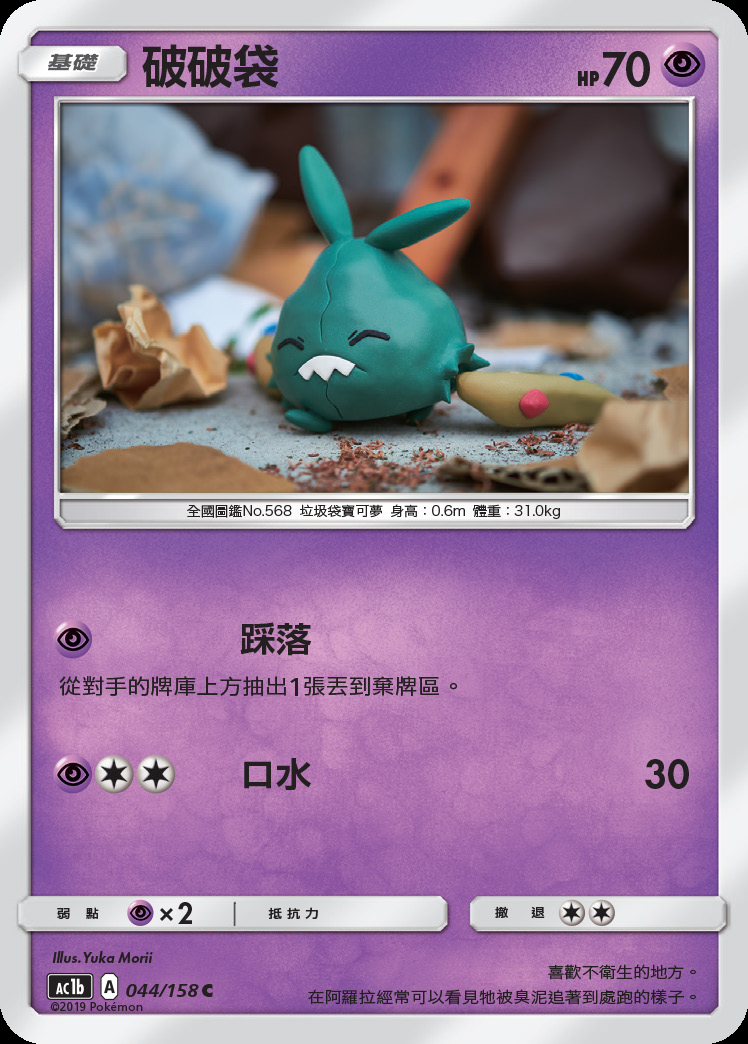 基礎 破破袋 HP70
全國圖鑑No.568 垃圾袋寶可夢 身高：0.6m 體重：31.0kg
踩落
從對手的牌庫上方抽出1張丟到棄牌區。
口水 30
弱點 ×2 抵抗力 撤退
Illus. Yuka Morii
喜歡不衛生的地方。
AC1b A 044/158 C
在阿羅拉經常可以看見牠被臭泥追著到處跑的樣子。
©2019 Pokémon